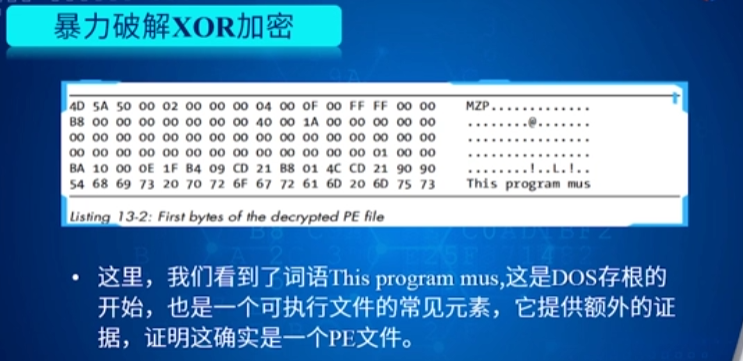 暴力破解XOR加密
4D 5A 50 00 02 00 00 00 04 00 0F 00 FF FF 00 00 MZP.............
B8 00 00 00 00 00 00 00 40 00 1A 00 00 00 00 00 ........@.......
00 00 00 00 00 00 00 00 00 00 00 00 00 00 00 00 ................
00 00 00 00 00 00 00 00 00 00 00 00 00 01 00 00 ................
BA 10 00 0E 1F B4 09 CD 21 B8 01 4C CD 21 90 90 ........!..L.!..
54 68 69 73 20 70 72 6F 67 72 61 6D 20 6D 75 73 This program mus
Listing 13-2: First bytes of the decrypted PE file
• 这里，我们看到了词语This program mus,这是DOS存根的
开始，也是一个可执行文件的常见元素，它提供额外的证
据，证明这确实是一个PE文件。